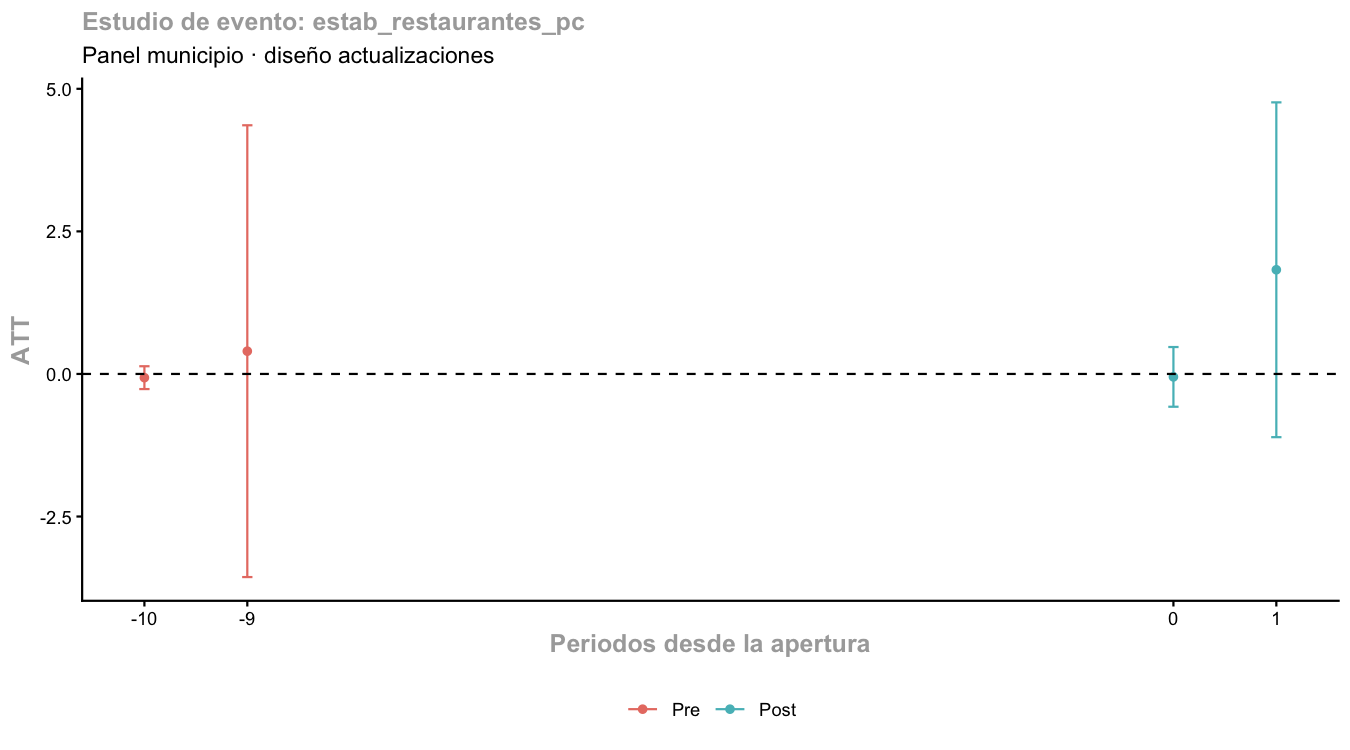 Estudio de evento: estab_restaurantes_pc
Panel municipio · diseño actualizaciones
5.0
2.5
0.0
-2.5
ATT
-10 -9 0 1
Periodos desde la apertura
Pre Post